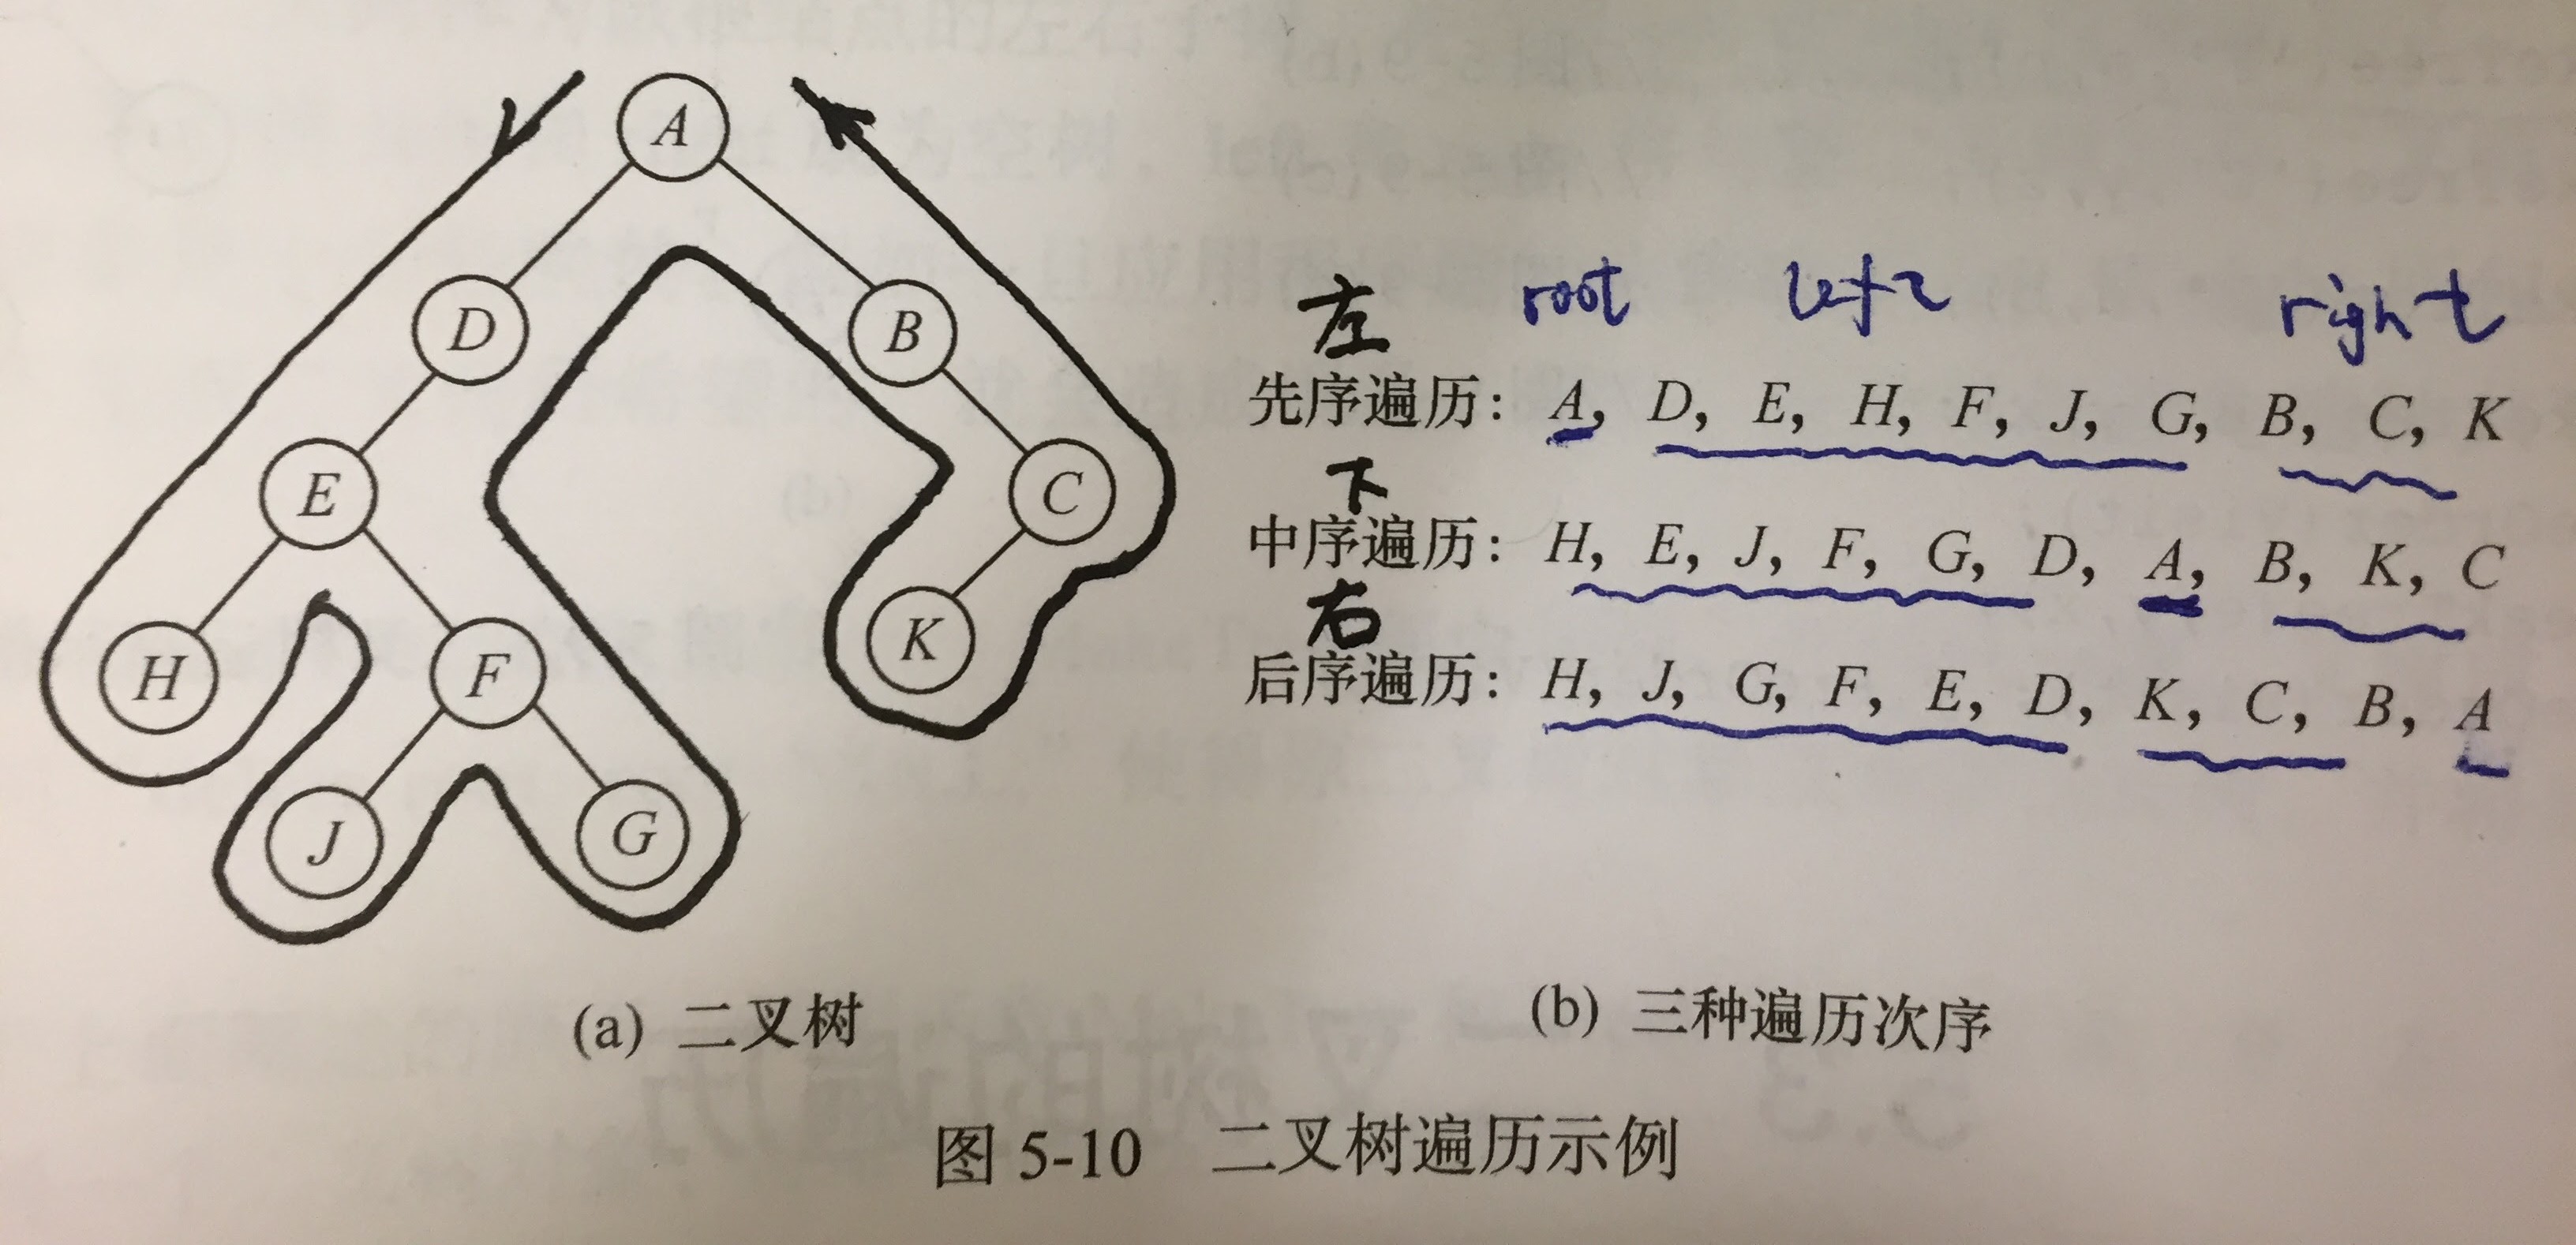 A
D
B
E
C
H
F
K
J
G
root left right
左
先序遍历: A, D, E, H, F, J, G, B, C, K
下
中序遍历: H, E, J, F, G, D, A, B, K, C
右
后序遍历: H, J, G, F, E, D, K, C, B, A
(a) 二叉树
(b) 三种遍历次序
图 5-10 二叉树遍历示例